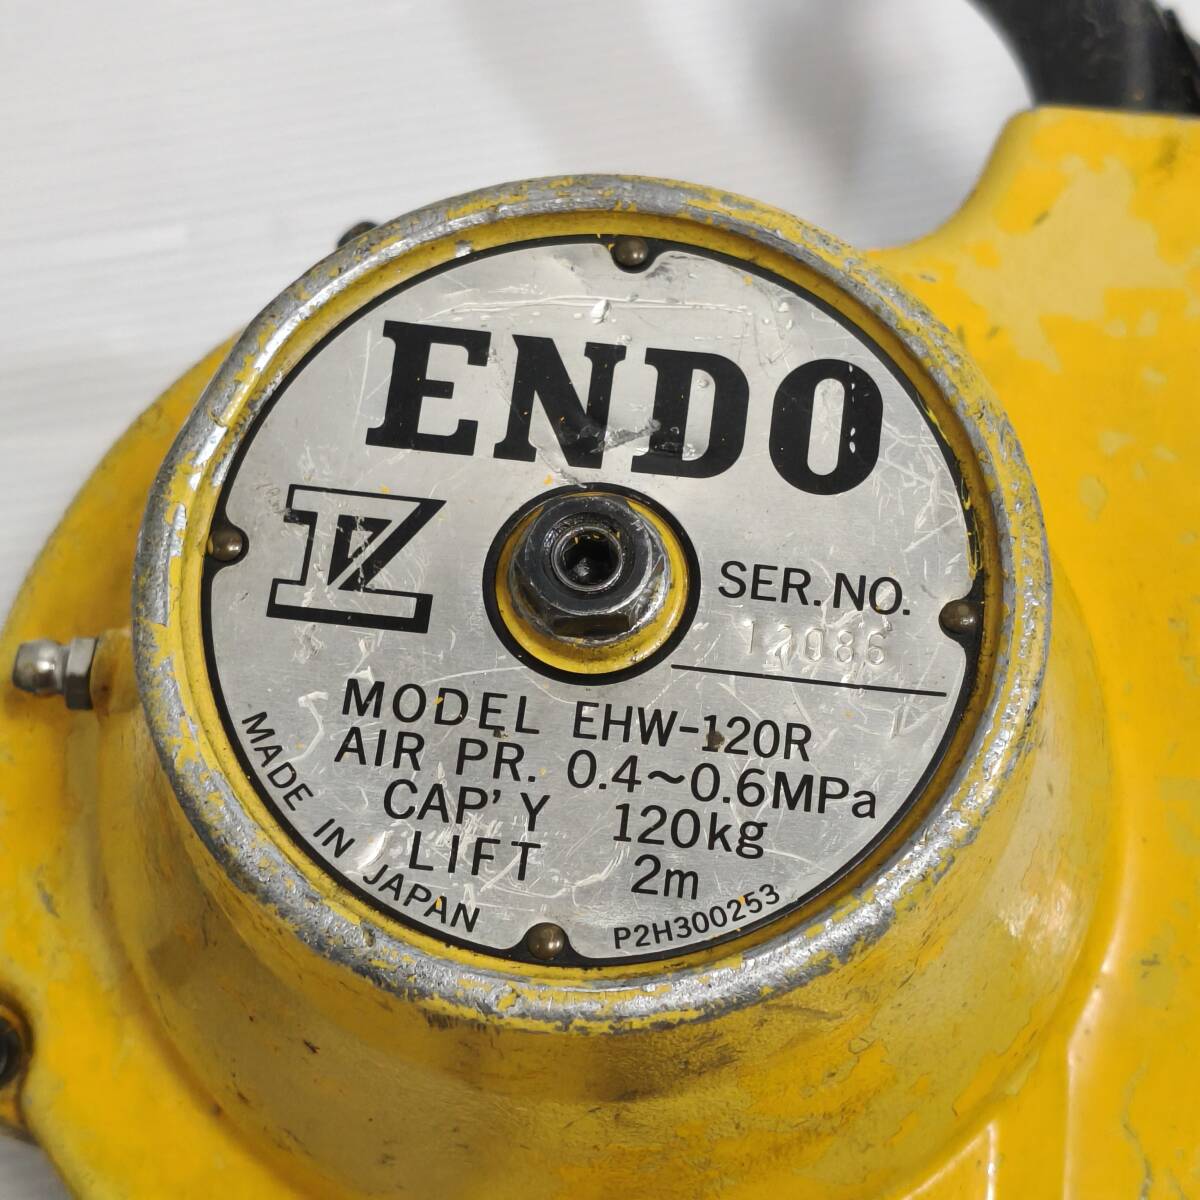 ENDO
SER. NO.
MODEL EHW-120R
AIR PR. 0.4~0.6MPa
CAP'Y 120kg
LIFT 2m
MADE IN JAPAN
P2H300253